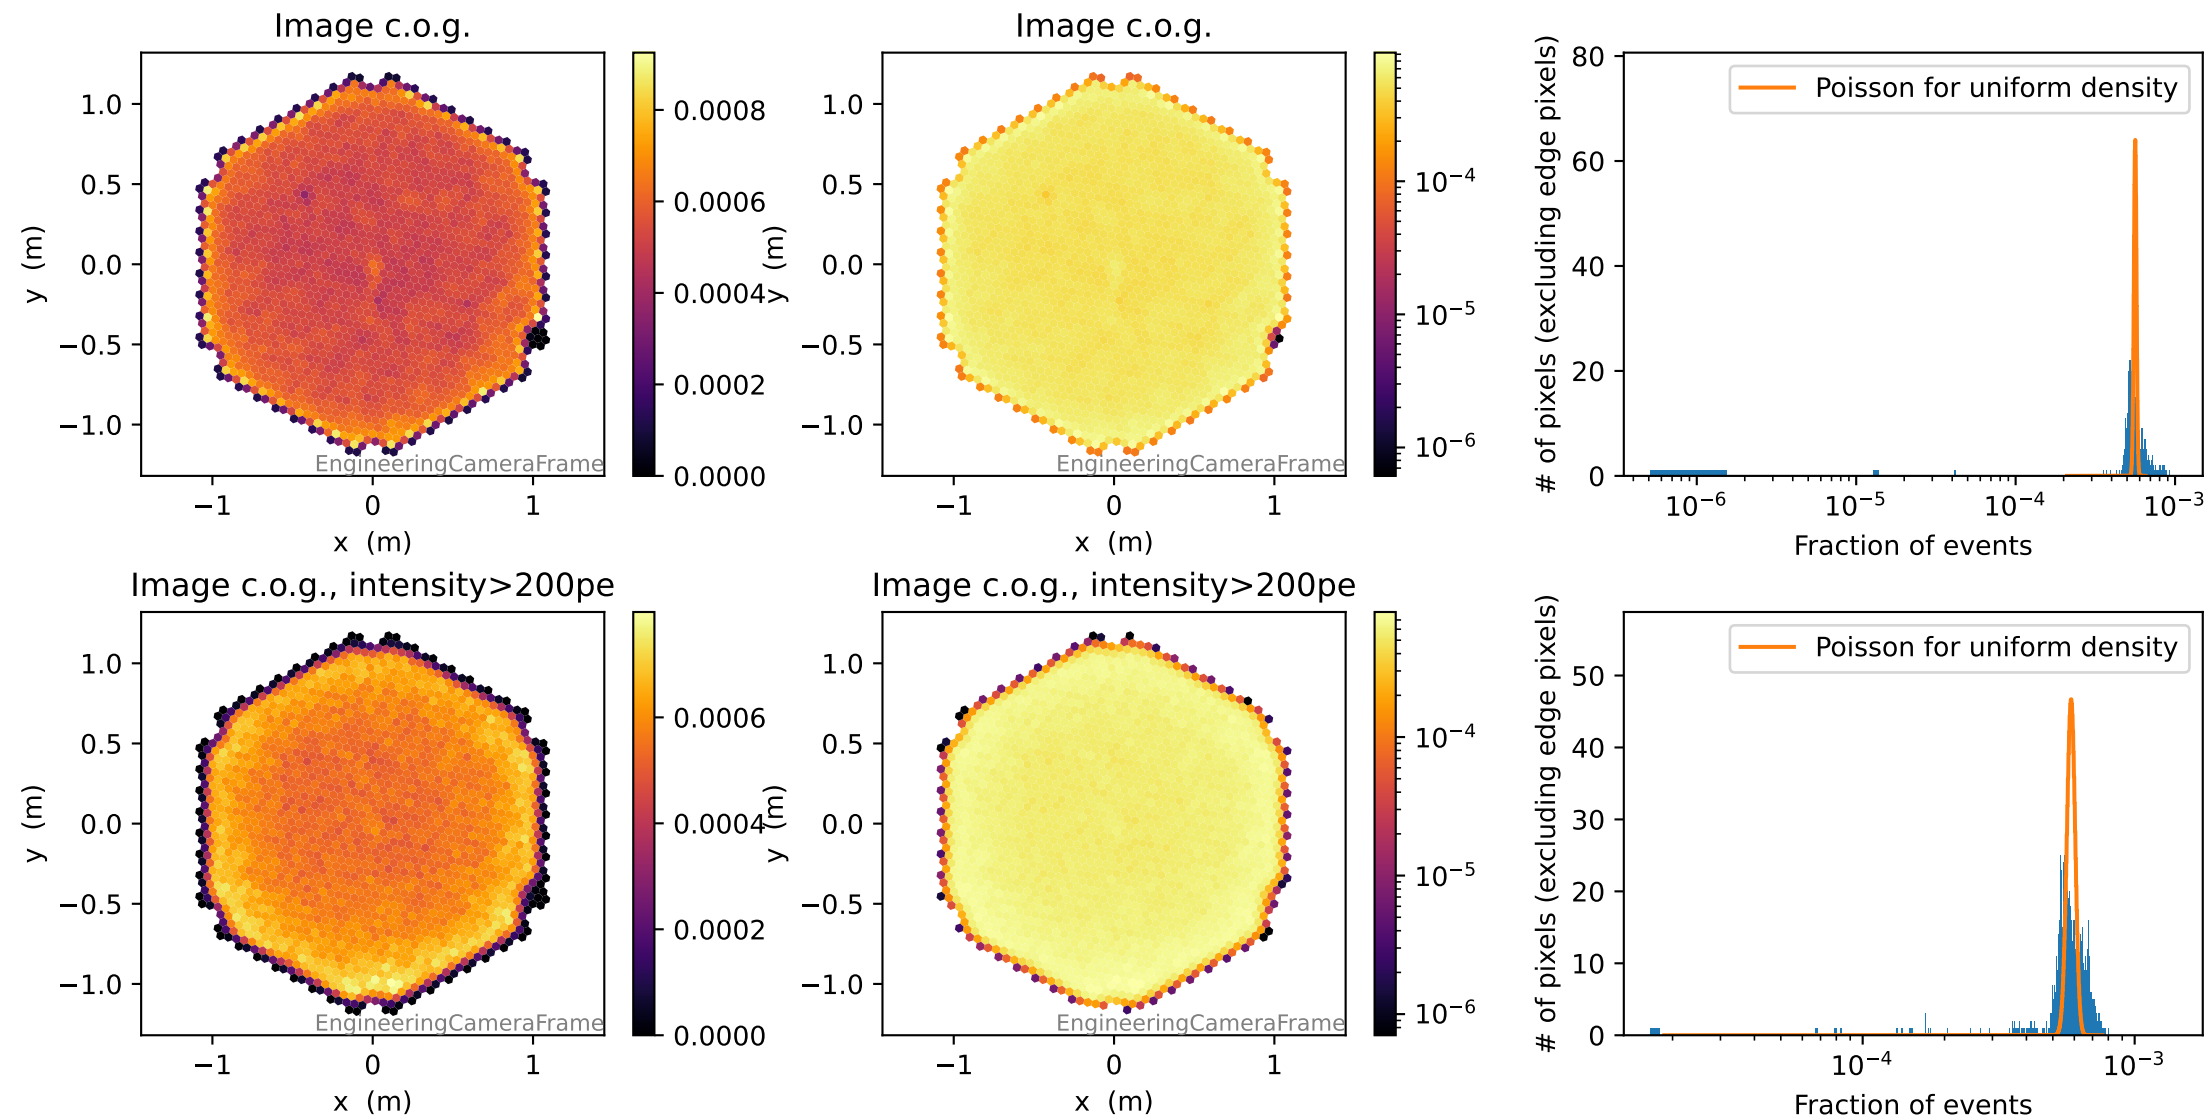 Image c.o.g.
1.0
0.5
0.0
−0.5
−1.0
y (m)
−1
0
1
x (m)
EngineeringCameraFrame
0.0008
0.0006
0.0004
0.0002
0.0000
Image c.o.g.
1.0
0.5
0.0
−0.5
−1.0
y (m)
−1
0
1
x (m)
EngineeringCameraFrame
10⁻⁴
10⁻⁵
10⁻⁶
# of pixels (excluding edge pixels)
80
60
40
20
0
Poisson for uniform density
10⁻⁶
10⁻⁵
10⁻⁴
10⁻³
Fraction of events
Image c.o.g., intensity>200pe
1.0
0.5
0.0
−0.5
−1.0
y (m)
−1
0
1
x (m)
EngineeringCameraFrame
0.0006
0.0004
0.0002
0.0000
Image c.o.g., intensity>200pe
1.0
0.5
0.0
−0.5
−1.0
y (m)
−1
0
1
x (m)
EngineeringCameraFrame
10⁻⁴
10⁻⁵
10⁻⁶
# of pixels (excluding edge pixels)
50
40
30
20
10
0
Poisson for uniform density
10⁻⁴
10⁻³
Fraction of events